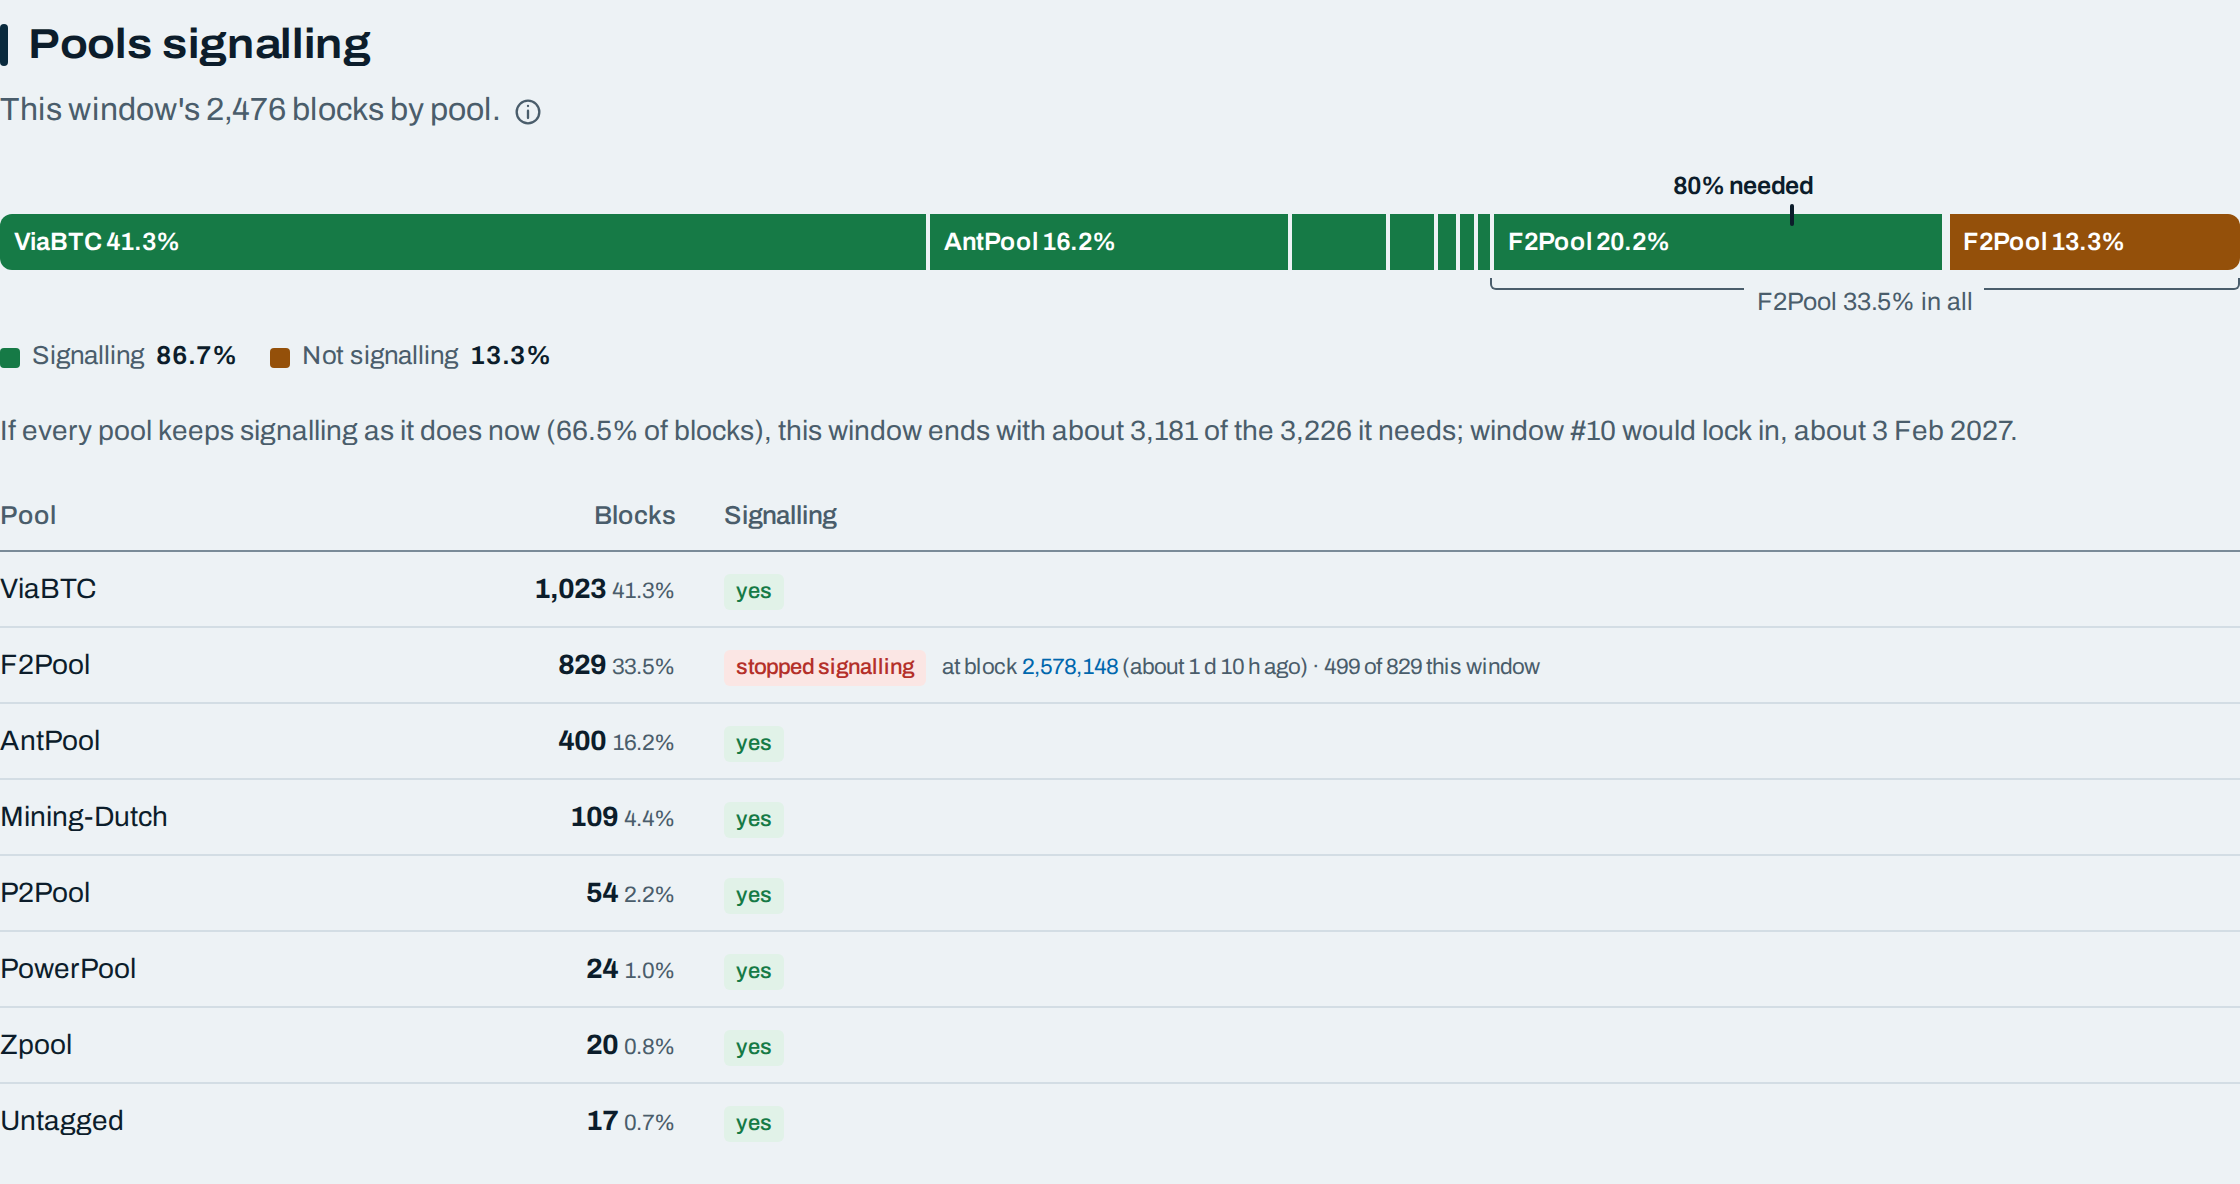 Pools signalling
This window's 2,476 blocks by pool.
80% needed
ViaBTC 41.3% AntPool 16.2% F2Pool 20.2% F2Pool 13.3%
F2Pool 33.5% in all
Signalling 86.7% Not signalling 13.3%
If every pool keeps signalling as it does now (66.5% of blocks), this window ends with about 3,181 of the 3,226 it needs; window #10 would lock in, about 3 Feb 2027.
Pool Blocks Signalling
ViaBTC 1,023 41.3% yes
F2Pool 829 33.5% stopped signalling at block 2,578,148 (about 1 d 10 h ago) · 499 of 829 this window
AntPool 400 16.2% yes
Mining-Dutch 109 4.4% yes
P2Pool 54 2.2% yes
PowerPool 24 1.0% yes
Zpool 20 0.8% yes
Untagged 17 0.7% yes